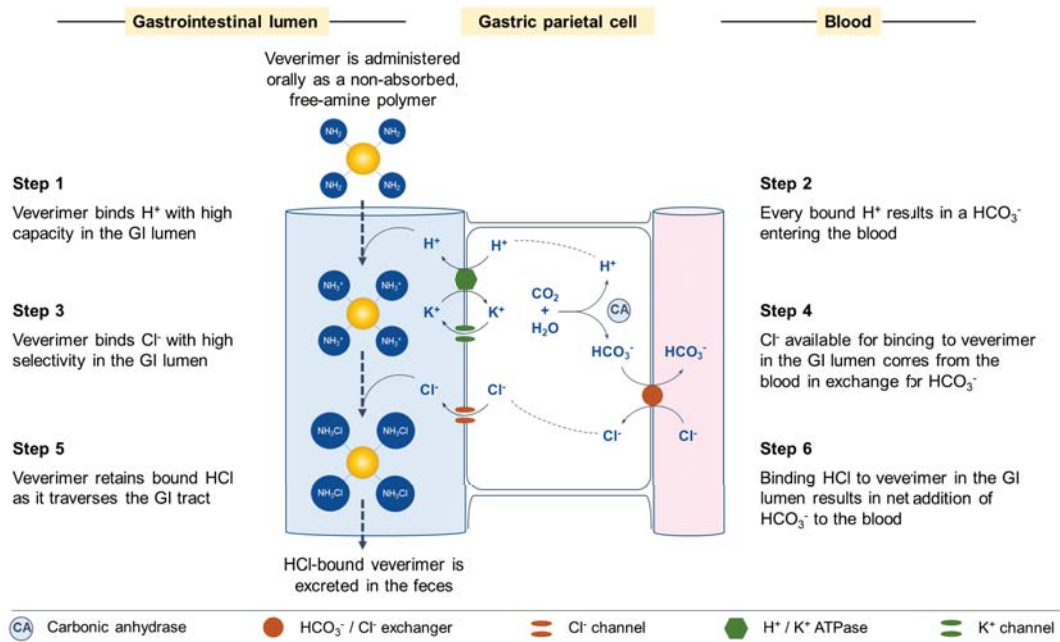 Gastrointestinal lumen
Gastric parietal cell
Blood
Veverimer is administered
orally as a non-absorbed,
free-amine polymer
NH₂
NH₂
NH₂
NH₂
Step 1
Veverimer binds H⁺ with high
capacity in the GI lumen
Step 3
Veverimer binds Cl⁻ with high
selectivity in the GI lumen
Step 5
Veverimer retains bound HCl
as it traverses the GI tract
NH₃⁺
NH₃⁺
NH₃⁺
NH₃⁺
NH₃Cl
NH₃Cl
NH₃Cl
NH₃Cl
HCl-bound veverimer is
excreted in the feces
H⁺
H⁺
H⁺
K⁺
K⁺
CO₂
+
H₂O
CA
HCO₃⁻
HCO₃⁻
Cl⁻
Cl⁻
Cl⁻
Cl⁻
Step 2
Every bound H⁺ results in a HCO₃⁻
entering the blood
Step 4
Cl⁻ available for bincing to veverimer
in the GI lumen corres from the
blood in exchange for HCO₃⁻
Step 6
Binding HCl to veverimer in the GI
lumen results in net addition of
HCO₃⁻ to the blood
CA Carbonic anhydrase
HCO₃⁻ / Cl⁻ exchanger
Cl⁻ channel
H⁺ / K⁺ ATPase
K⁺ channel